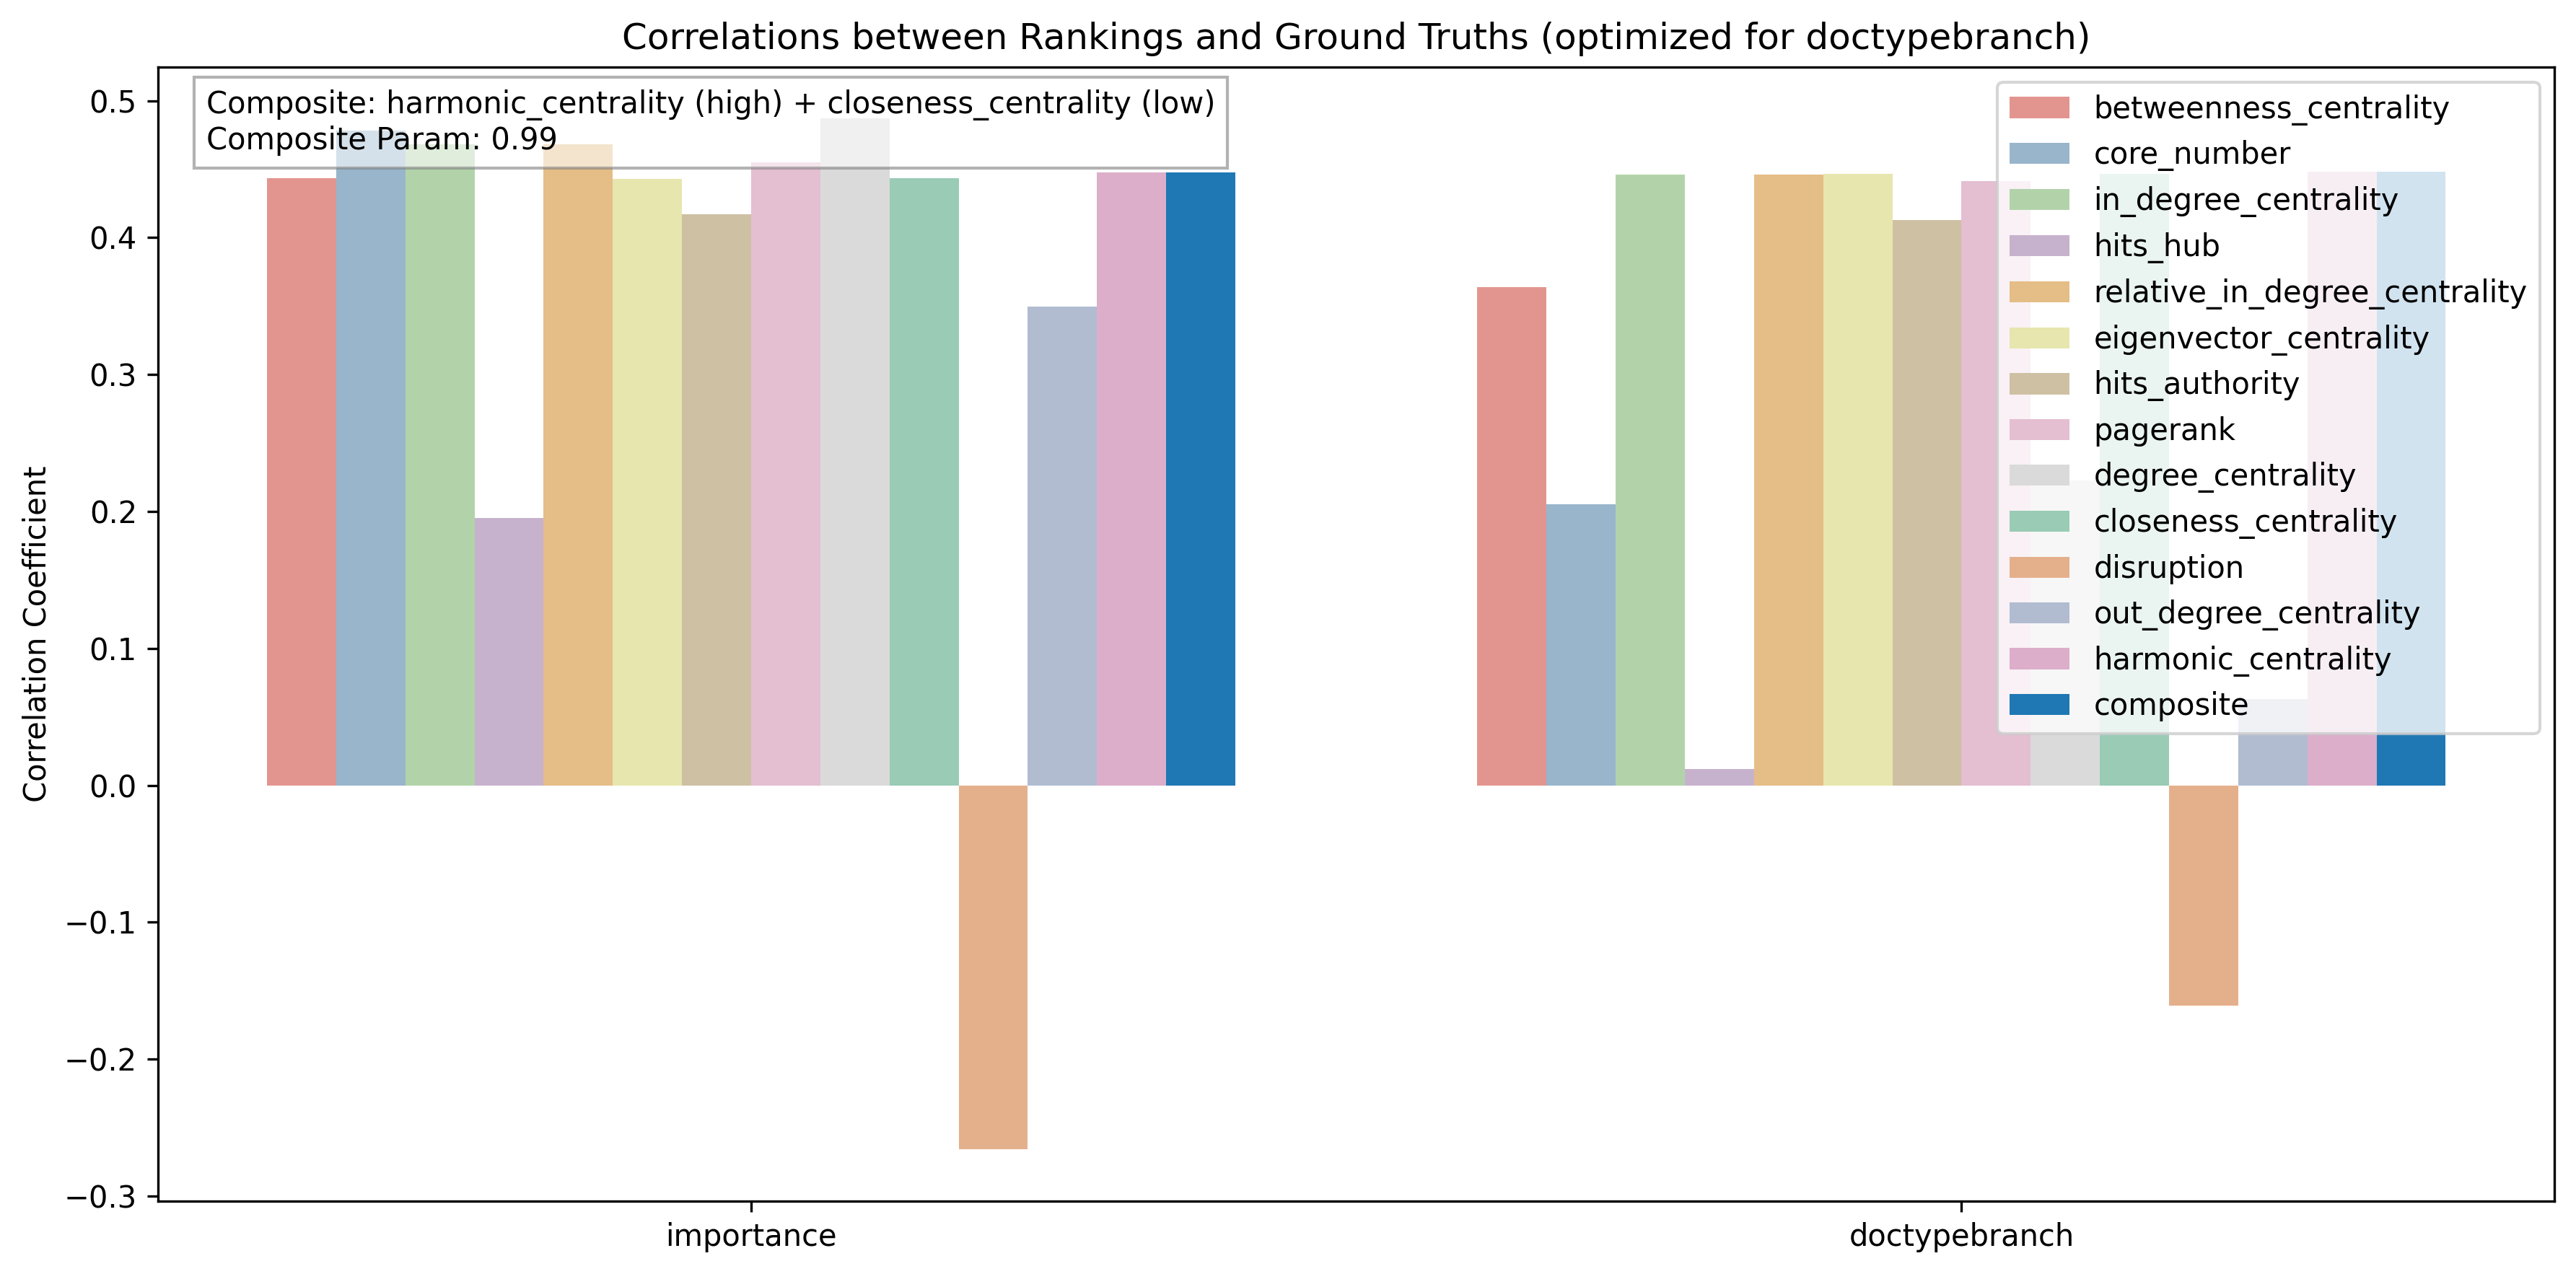 Correlations between Rankings and Ground Truths (optimized for doctypebranch)
Composite: harmonic_centrality (high) + closeness_centrality (low)
Composite Param: 0.99
betweenness_centrality
core_number
in_degree_centrality
hits_hub
relative_in_degree_centrality
eigenvector_centrality
hits_authority
pagerank
degree_centrality
closeness_centrality
disruption
out_degree_centrality
harmonic_centrality
composite
Correlation Coefficient
0.5
0.4
0.3
0.2
0.1
0.0
−0.1
−0.2
−0.3
importance
doctypebranch